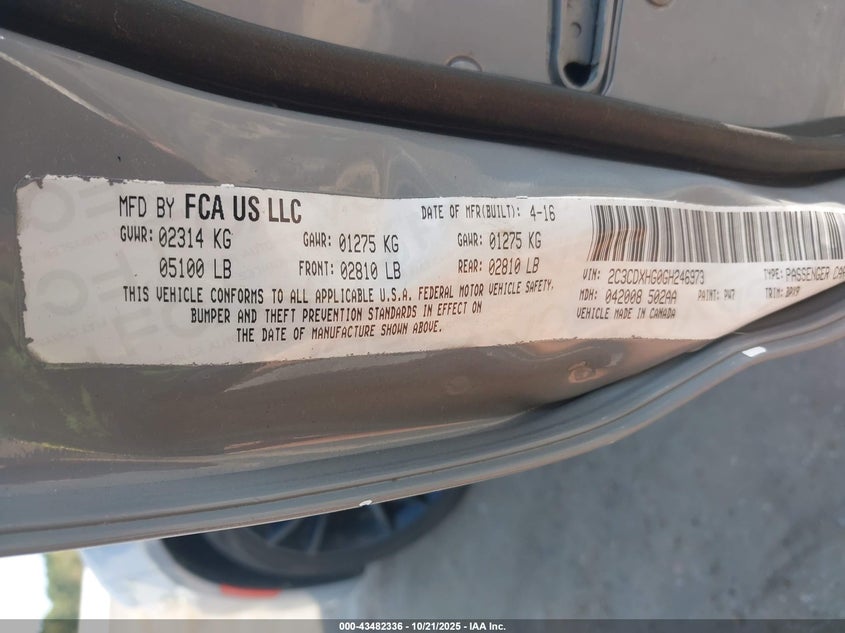 MFD BY FCA US LLC DATE OF MFR(BUILT): 4-16
GVWR: 02314 KG GAWR: 01275 KG GAWR: 01275 KG
05100 LB FRONT: 02810 LB REAR: 02810 LB
THIS VEHICLE CONFORMS TO ALL APPLICABLE U.S.A. FEDERAL MOTOR VEHICLE SAFETY,
BUMPER AND THEFT PREVENTION STANDARDS IN EFFECT ON
THE DATE OF MANUFACTURE SHOWN ABOVE.
VIN: 2C3CDXHG0GH246973 TYPE: PASSENGER CAR
MDH: 042008 502AA PAINT: PW7 TRIM:
VEHICLE MADE IN CANADA
000-43482336 | 10/21/2025 | IAA Inc.